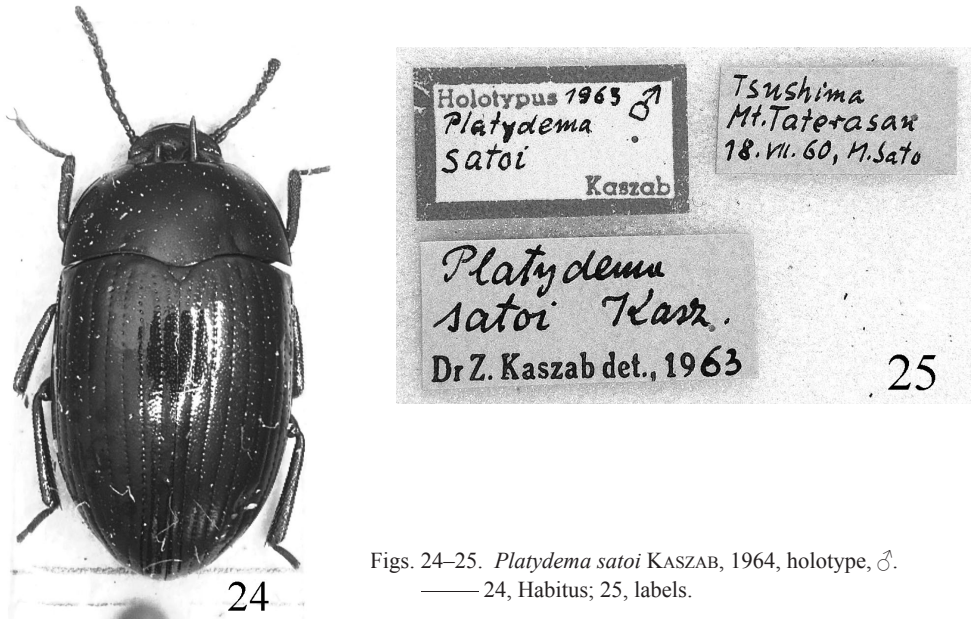 Holotypus 1963 ♂
Platydema
satoi
Kaszab
Tsushima
Mt. Taterasan
18. VII. 60, M. Sato
Platydema
satoi Kasz.
Dr Z. Kaszab det., 1963
24
25
Figs. 24–25. Platydema satoi KASZAB, 1964, holotype, ♂.
—— 24, Habitus; 25, labels.